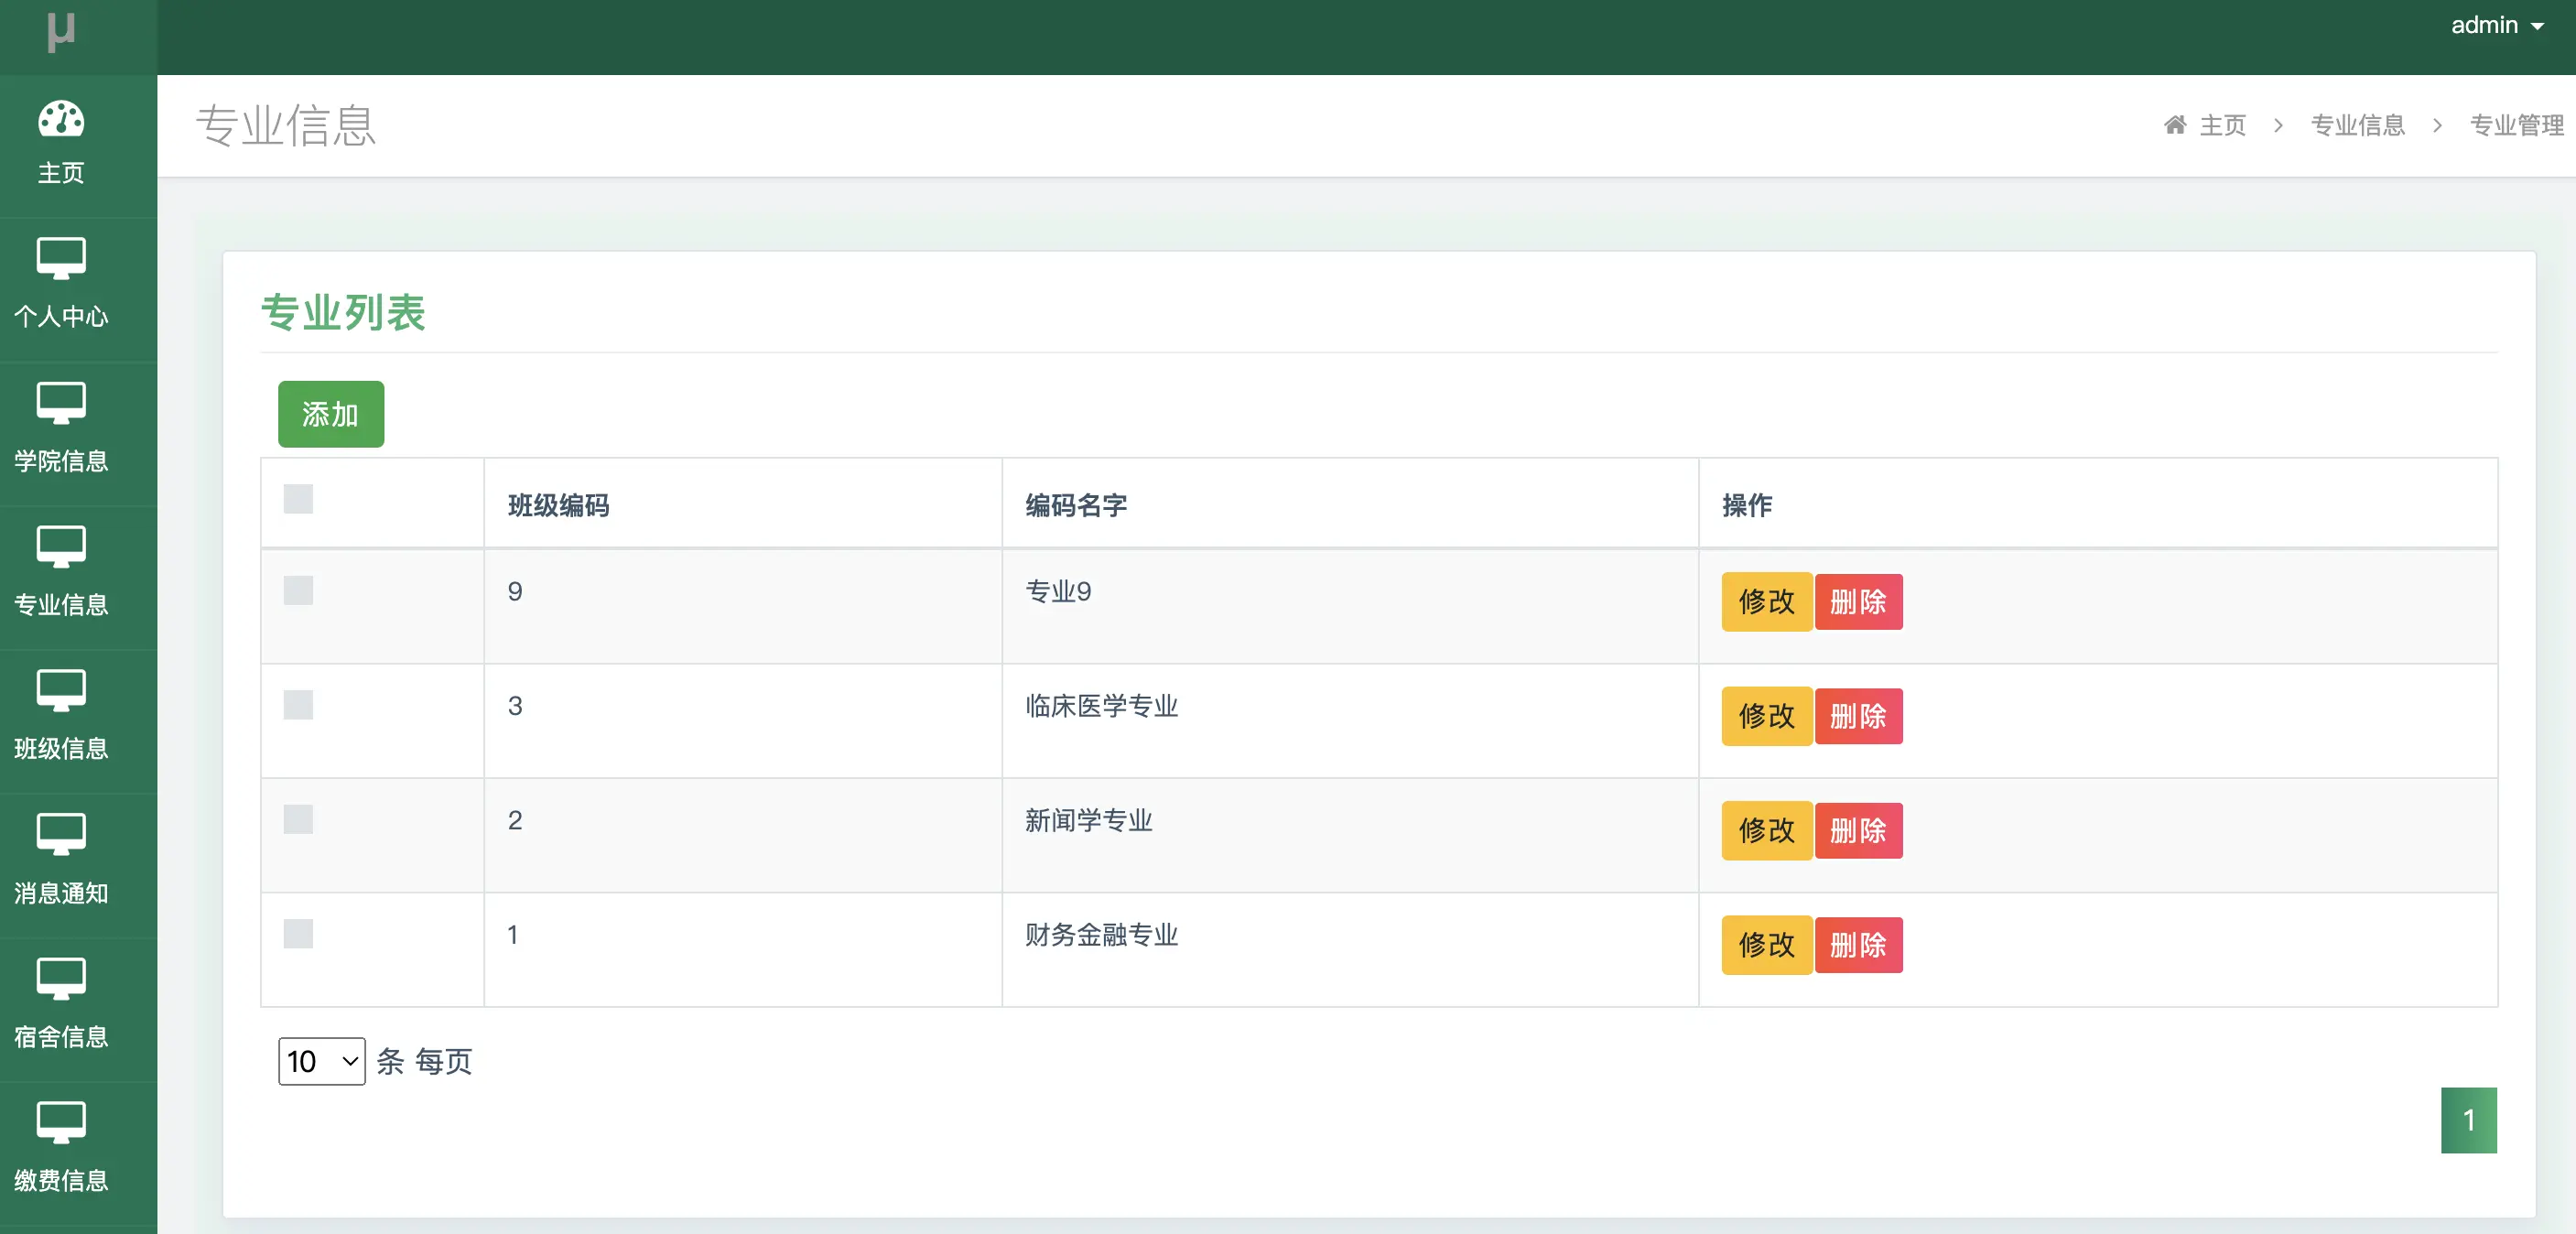 μ
admin
主页
个人中心
学院信息
专业信息
班级信息
消息通知
宿舍信息
缴费信息
专业信息
主页 > 专业信息 > 专业管理
专业列表
添加
班级编码 编码名字 操作
9 专业9 修改 删除
3 临床医学专业 修改 删除
2 新闻学专业 修改 删除
1 财务金融专业 修改 删除
10 条 每页
1